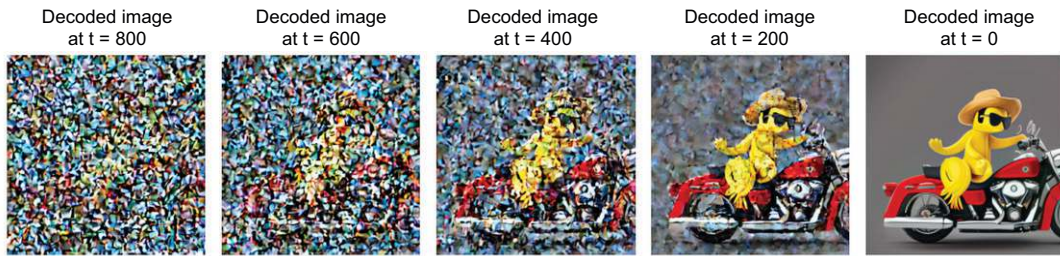 Decoded image
at t = 800
Decoded image
at t = 600
Decoded image
at t = 400
Decoded image
at t = 200
Decoded image
at t = 0